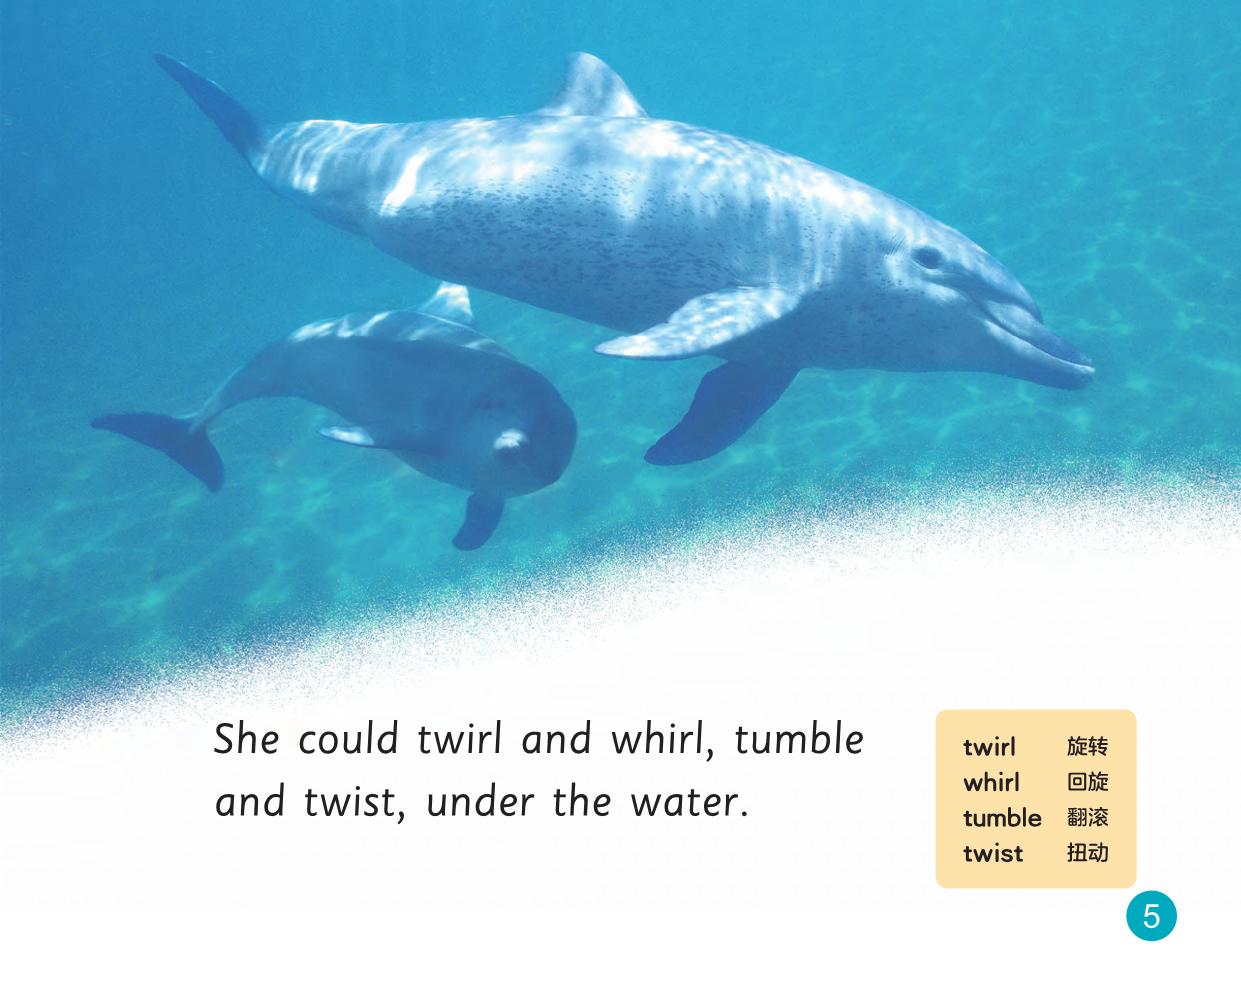 She could twirl and whirl, tumble
and twist, under the water.
twirl 旋转
whirl 回旋
tumble 翻滚
twist 扭动
5